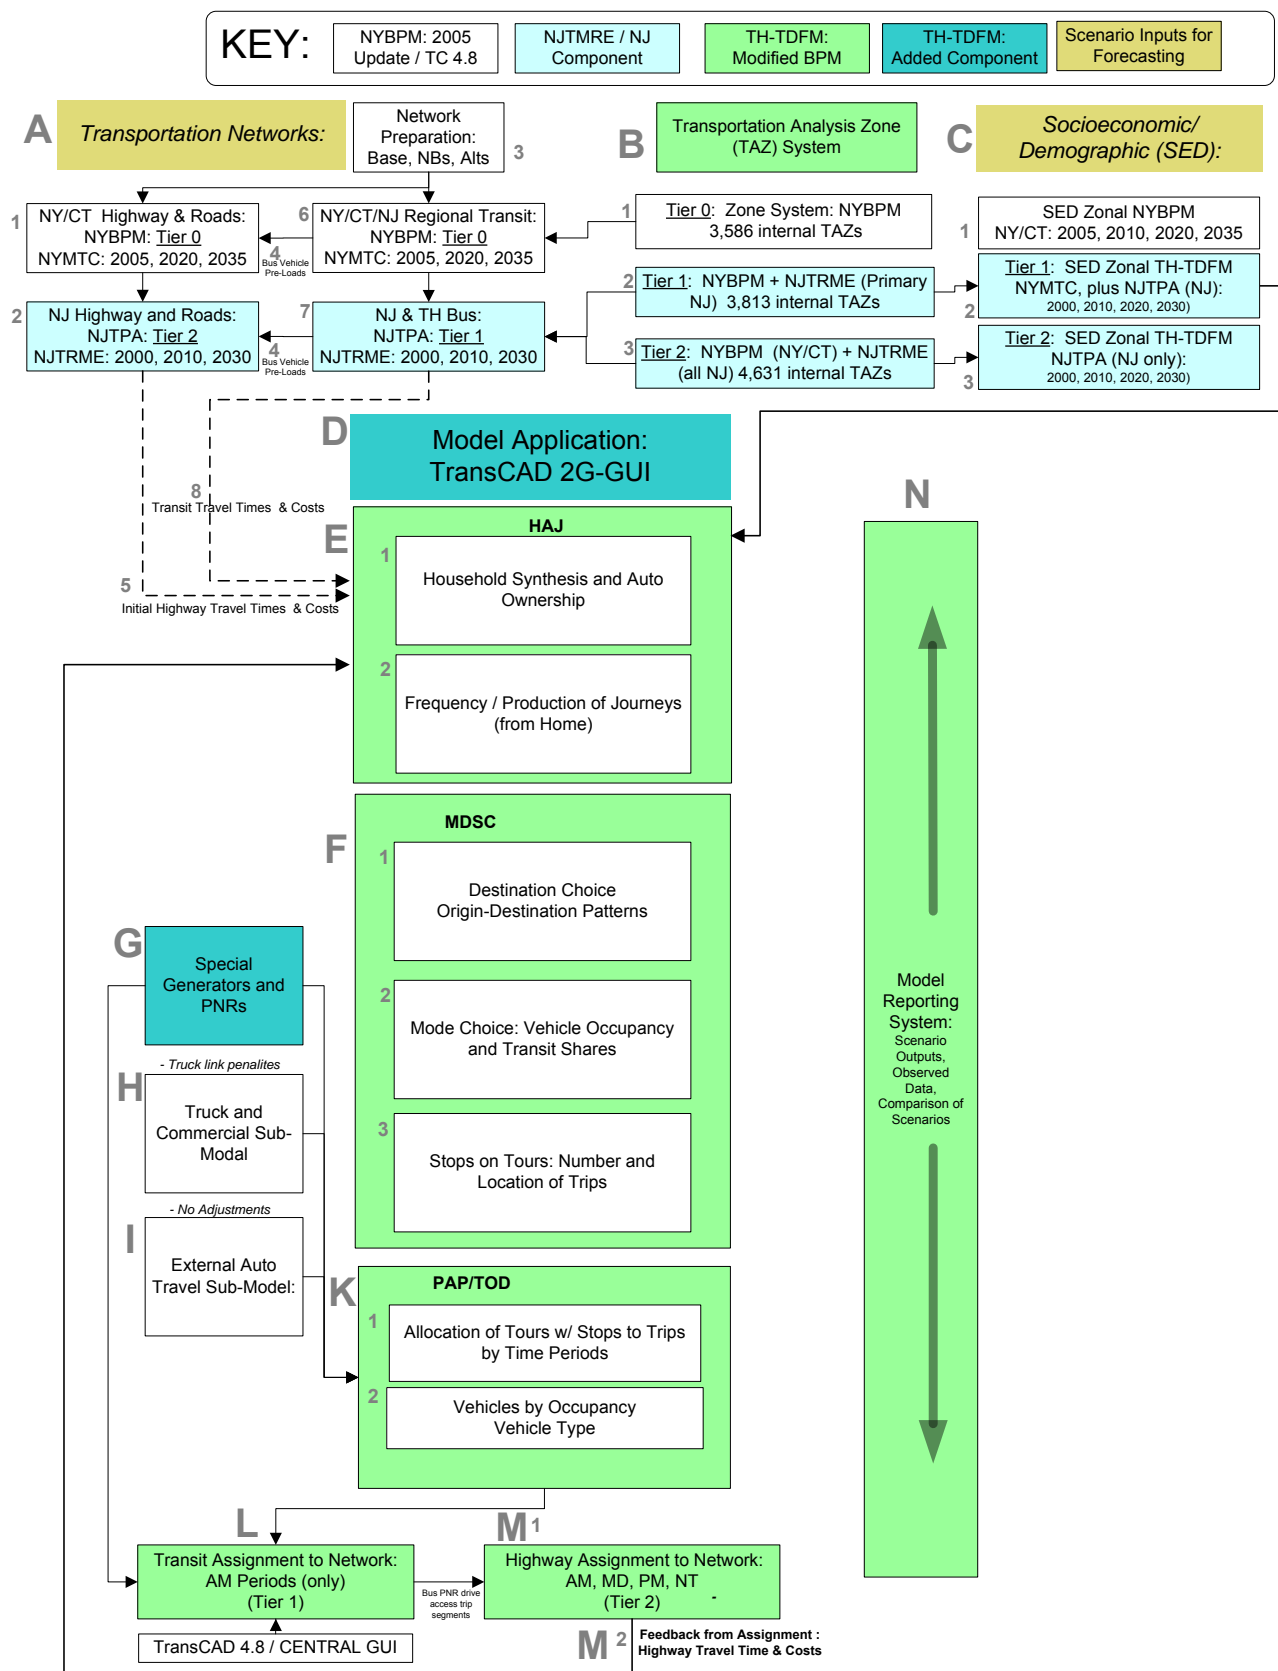 KEY:
NYBPM: 2005
Update / TC 4.8
NJTMRE / NJ
Component
TH-TDFM:
Modified BPM
TH-TDFM:
Added Component
Scenario Inputs for
Forecasting
A
Transportation Networks:
Network
Preparation:
Base, NBs, Alts
3
B
Transportation Analysis Zone
(TAZ) System
C
Socioeconomic/
Demographic (SED):
1
NY/CT Highway & Roads:
NYBPM: Tier 0
NYMTC: 2005, 2020, 2035
4
Bus Vehicle
Pre-Loads
6
NY/CT/NJ Regional Transit:
NYBPM: Tier 0
NYMTC: 2005, 2020, 2035
1
Tier 0: Zone System: NYBPM
3,586 internal TAZs
1
SED Zonal NYBPM
NY/CT: 2005, 2010, 2020, 2035
2
NJ Highway and Roads:
NJTPA: Tier 2
NJTRME: 2000, 2010, 2030
4
Bus Vehicle
Pre-Loads
7
NJ & TH Bus:
NJTPA: Tier 1
NJTRME: 2000, 2010, 2030
2
Tier 1: NYBPM + NJTRME (Primary
NJ) 3,813 internal TAZs
2
Tier 1: SED Zonal TH-TDFM
NYMTC, plus NJTPA (NJ):
2000, 2010, 2020, 2030)
3
Tier 2: NYBPM (NY/CT) + NJTRME
(all NJ) 4,631 internal TAZs
3
Tier 2: SED Zonal TH-TDFM
NJTPA (NJ only):
2000, 2010, 2020, 2030)
D
Model Application:
TransCAD 2G-GUI
8
Transit Travel Times & Costs
5
Initial Highway Travel Times & Costs
E
HAJ
1
Household Synthesis and Auto
Ownership
2
Frequency / Production of Journeys
(from Home)
N
Model
Reporting
System:
Scenario
Outputs,
Observed
Data,
Comparison of
Scenarios
F
MDSC
1
Destination Choice
Origin-Destination Patterns
2
Mode Choice: Vehicle Occupancy
and Transit Shares
3
Stops on Tours: Number and
Location of Trips
G
Special
Generators and
PNRs
- Truck link penalites
H
Truck and
Commercial Sub-
Modal
- No Adjustments
I
External Auto
Travel Sub-Model:
K
PAP/TOD
1
Allocation of Tours w/ Stops to Trips
by Time Periods
2
Vehicles by Occupancy
Vehicle Type
L
Transit Assignment to Network:
AM Periods (only)
(Tier 1)
Bus PNR drive
access trip
segments
M 1
Highway Assignment to Network:
AM, MD, PM, NT
(Tier 2) -
TransCAD 4.8 / CENTRAL GUI
M 2
Feedback from Assignment :
Highway Travel Time & Costs